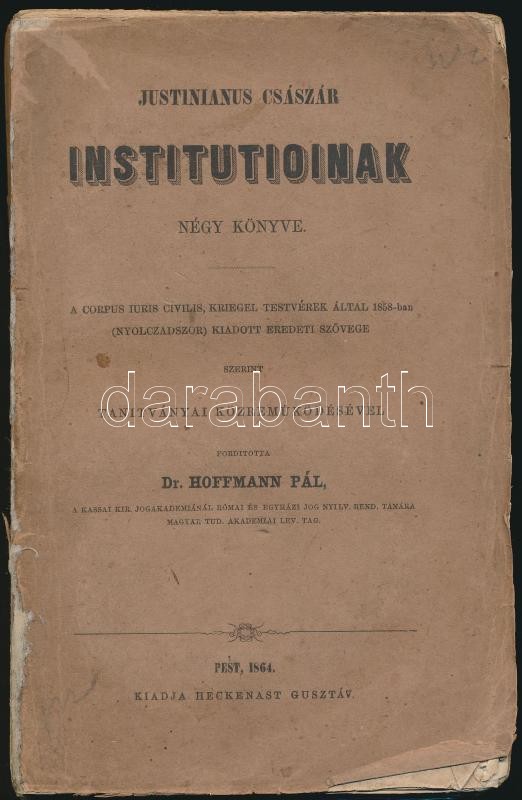 JUSTINIANUS CSÁSZÁR
INSTITUTIOINAK
NÉGY KÖNYVE.
A CORPUS IURIS CIVILIS, KRIEGEL TESTVÉREK ÁLTAL 1858-ban
(NYOLCZADSZOR) KIADOTT EREDETI SZÖVEGE
SZERINT
darabanth
TANITVÁNYAI KÖZREMŰKÖDÉSÉVEL
FORDITOTTA
Dr. HOFFMANN PÁL,
A KASSAI KIR. JOGAKADEMIÁNÁL RÓMAI ÉS EGYHÁZI JOG NYILV. REND. TANÁRA
MAGYAR TUD. AKADEMIAI LEV. TAG.
PEST, 1864.
KIADJA HECKENAST GUSZTÁV.